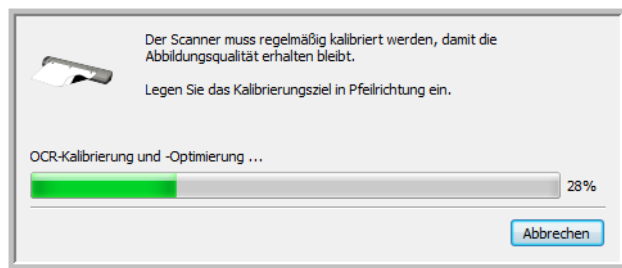 Der Scanner muss regelmäßig kalibriert werden, damit die
Abbildungsqualität erhalten bleibt.
Legen Sie das Kalibrierungsziel in Pfeilrichtung ein.
OCR-Kalibrierung und -Optimierung ...
28%
Abbrechen